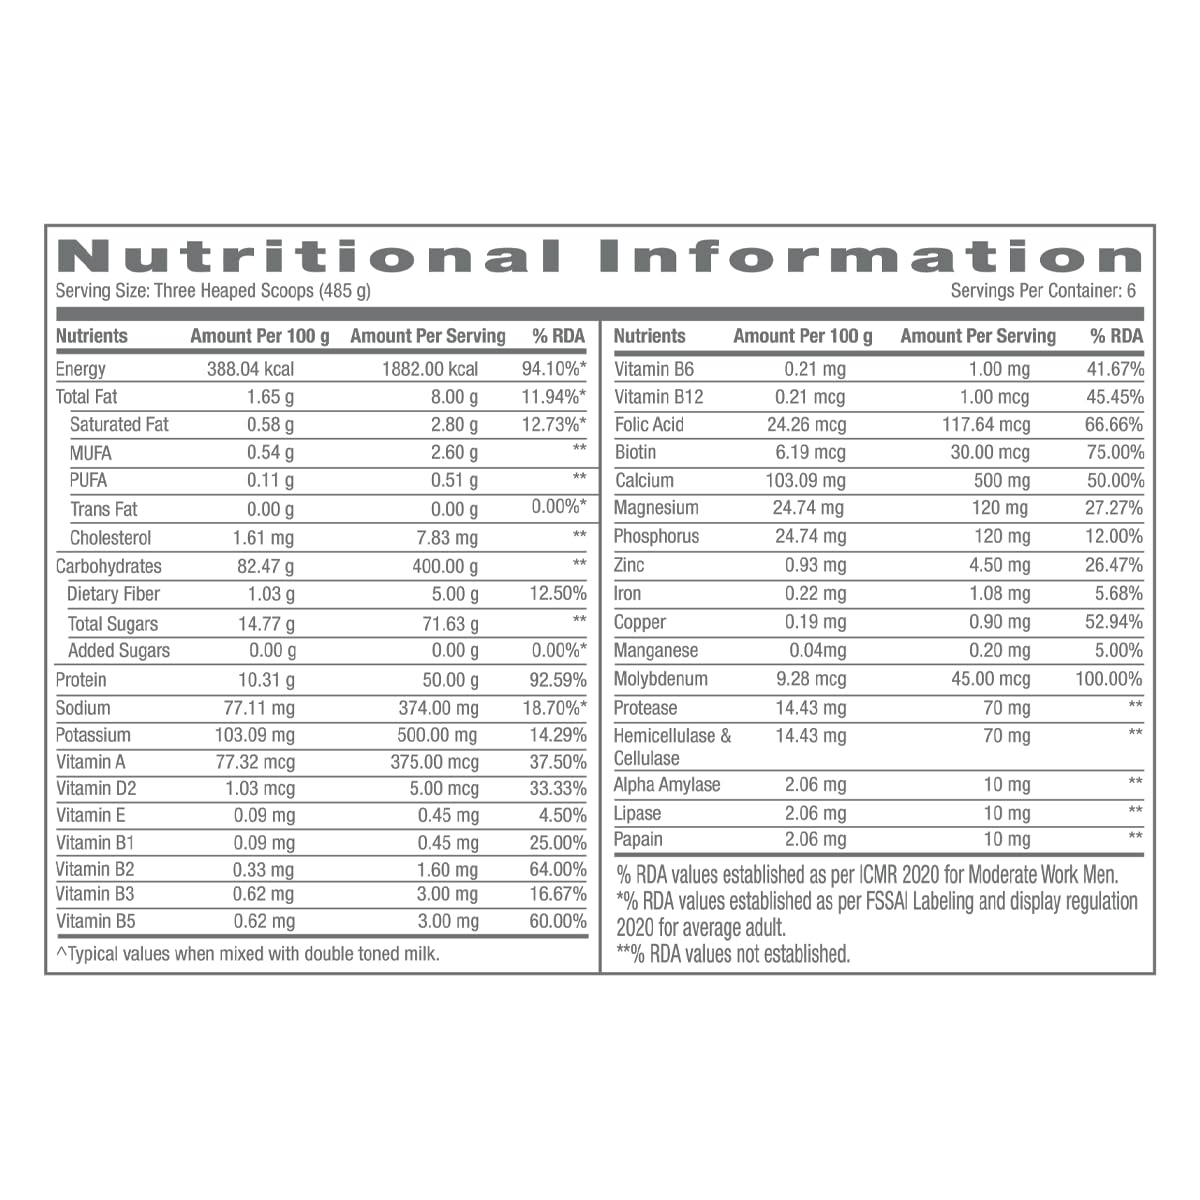 Nutritional Information
Serving Size: Three Heaped Scoops (485 g) Servings Per Container: 6
Nutrients Amount Per 100 g Amount Per Serving % RDA
Energy 388.04 kcal 1882.00 kcal 94.10%*
Total Fat 1.65 g 8.00 g 11.94%*
Saturated Fat 0.58 g 2.80 g 12.73%*
MUFA 0.54 g 2.60 g **
PUFA 0.11 g 0.51 g **
Trans Fat 0.00 g 0.00 g 0.00%*
Cholesterol 1.61 mg 7.83 mg **
Carbohydrates 82.47 g 400.00 g **
Dietary Fiber 1.03 g 5.00 g 12.50%
Total Sugars 14.77 g 71.63 g **
Added Sugars 0.00 g 0.00 g 0.00%*
Protein 10.31 g 50.00 g 92.59%
Sodium 77.11 mg 374.00 mg 18.70%*
Potassium 103.09 mg 500.00 mg 14.29%
Vitamin A 77.32 mcg 375.00 mcg 37.50%
Vitamin D2 1.03 mcg 5.00 mcg 33.33%
Vitamin E 0.09 mg 0.45 mg 4.50%
Vitamin B1 0.09 mg 0.45 mg 25.00%
Vitamin B2 0.33 mg 1.60 mg 64.00%
Vitamin B3 0.62 mg 3.00 mg 16.67%
Vitamin B5 0.62 mg 3.00 mg 60.00%
^Typical values when mixed with double toned milk.
Nutrients Amount Per 100 g Amount Per Serving % RDA
Vitamin B6 0.21 mg 1.00 mg 41.67%
Vitamin B12 0.21 mcg 1.00 mcg 45.45%
Folic Acid 24.26 mcg 117.64 mcg 66.66%
Biotin 6.19 mcg 30.00 mcg 75.00%
Calcium 103.09 mg 500 mg 50.00%
Magnesium 24.74 mg 120 mg 27.27%
Phosphorus 24.74 mg 120 mg 12.00%
Zinc 0.93 mg 4.50 mg 26.47%
Iron 0.22 mg 1.08 mg 5.68%
Copper 0.19 mg 0.90 mg 52.94%
Manganese 0.04mg 0.20 mg 5.00%
Molybdenum 9.28 mcg 45.00 mcg 100.00%
Protease 14.43 mg 70 mg **
Hemicellulase & 14.43 mg 70 mg **
Cellulase
Alpha Amylase 2.06 mg 10 mg **
Lipase 2.06 mg 10 mg **
Papain 2.06 mg 10 mg **
% RDA values established as per ICMR 2020 for Moderate Work Men.
*% RDA values established as per FSSAI Labeling and display regulation
2020 for average adult.
**% RDA values not established.